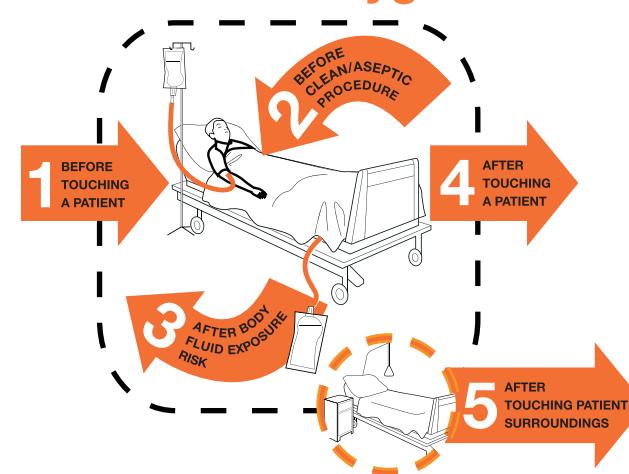 1
BEFORE
TOUCHING
A PATIENT
2
BEFORE
CLEAN/ASEPTIC
PROCEDURE
3
AFTER BODY
FLUID EXPOSURE
RISK
4
AFTER
TOUCHING
A PATIENT
5
AFTER
TOUCHING PATIENT
SURROUNDINGS